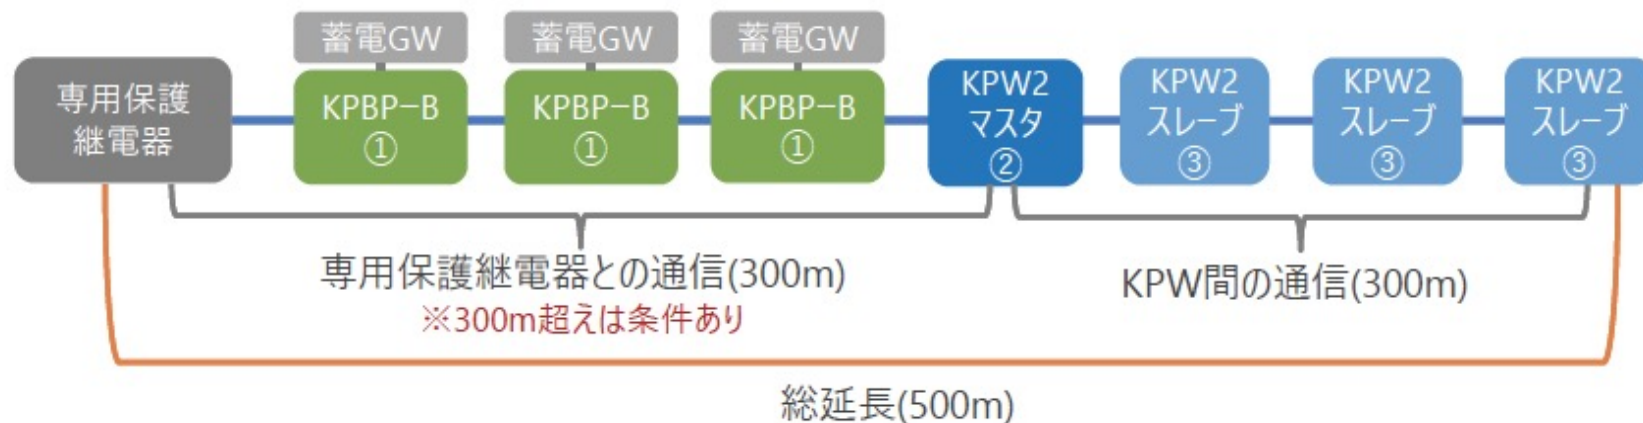 蓄電GW
蓄電GW
蓄電GW
専用保護
継電器
KPBP-B
①
KPBP-B
①
KPBP-B
①
KPW2
マスタ
②
KPW2
スレーブ
③
KPW2
スレーブ
③
KPW2
スレーブ
③
専用保護継電器との通信(300m)
※300m超えは条件あり
KPW間の通信(300m)
総延長(500m)